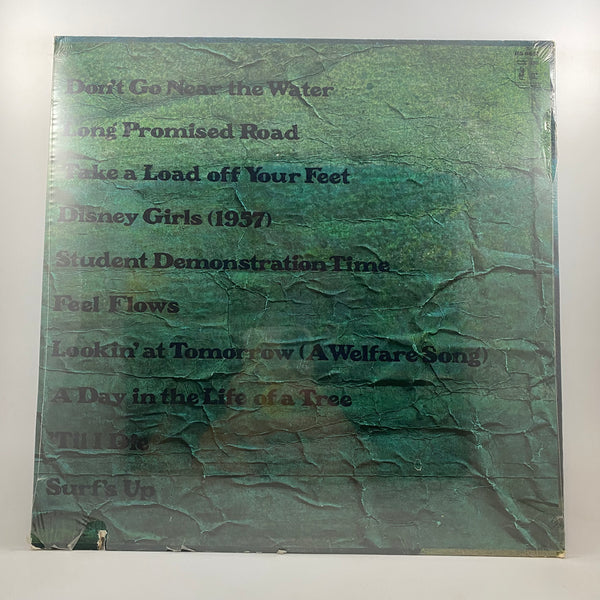 Don't Go Near the Water
Long Promised Road
Take a Load off Your Feet
Disney Girls (1957)
Student Demonstration Time
Feel Flows
Lookin' at Tomorrow (A Welfare Song)
A Day in the Life of a Tree
'Til I Die
Surf's Up